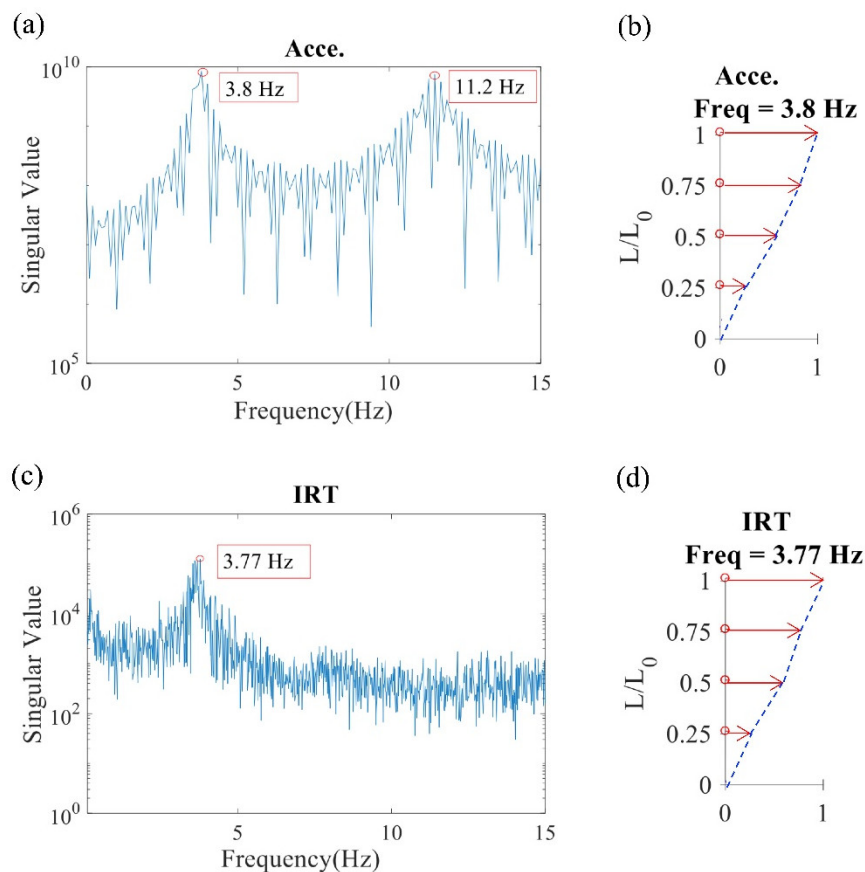 (a)
Acce.
10^10
3.8 Hz
11.2 Hz
Singular Value
10^5
0 5 10 15
Frequency(Hz)
(b)
Acce.
Freq = 3.8 Hz
1
0.75
0.5
0.25
0
L/L_0
0 1
(c)
IRT
10^6
3.77 Hz
10^4
10^2
10^0
Singular Value
5 10 15
Frequency(Hz)
(d)
IRT
Freq = 3.77 Hz
1
0.75
0.5
0.25
0
L/L_0
0 1